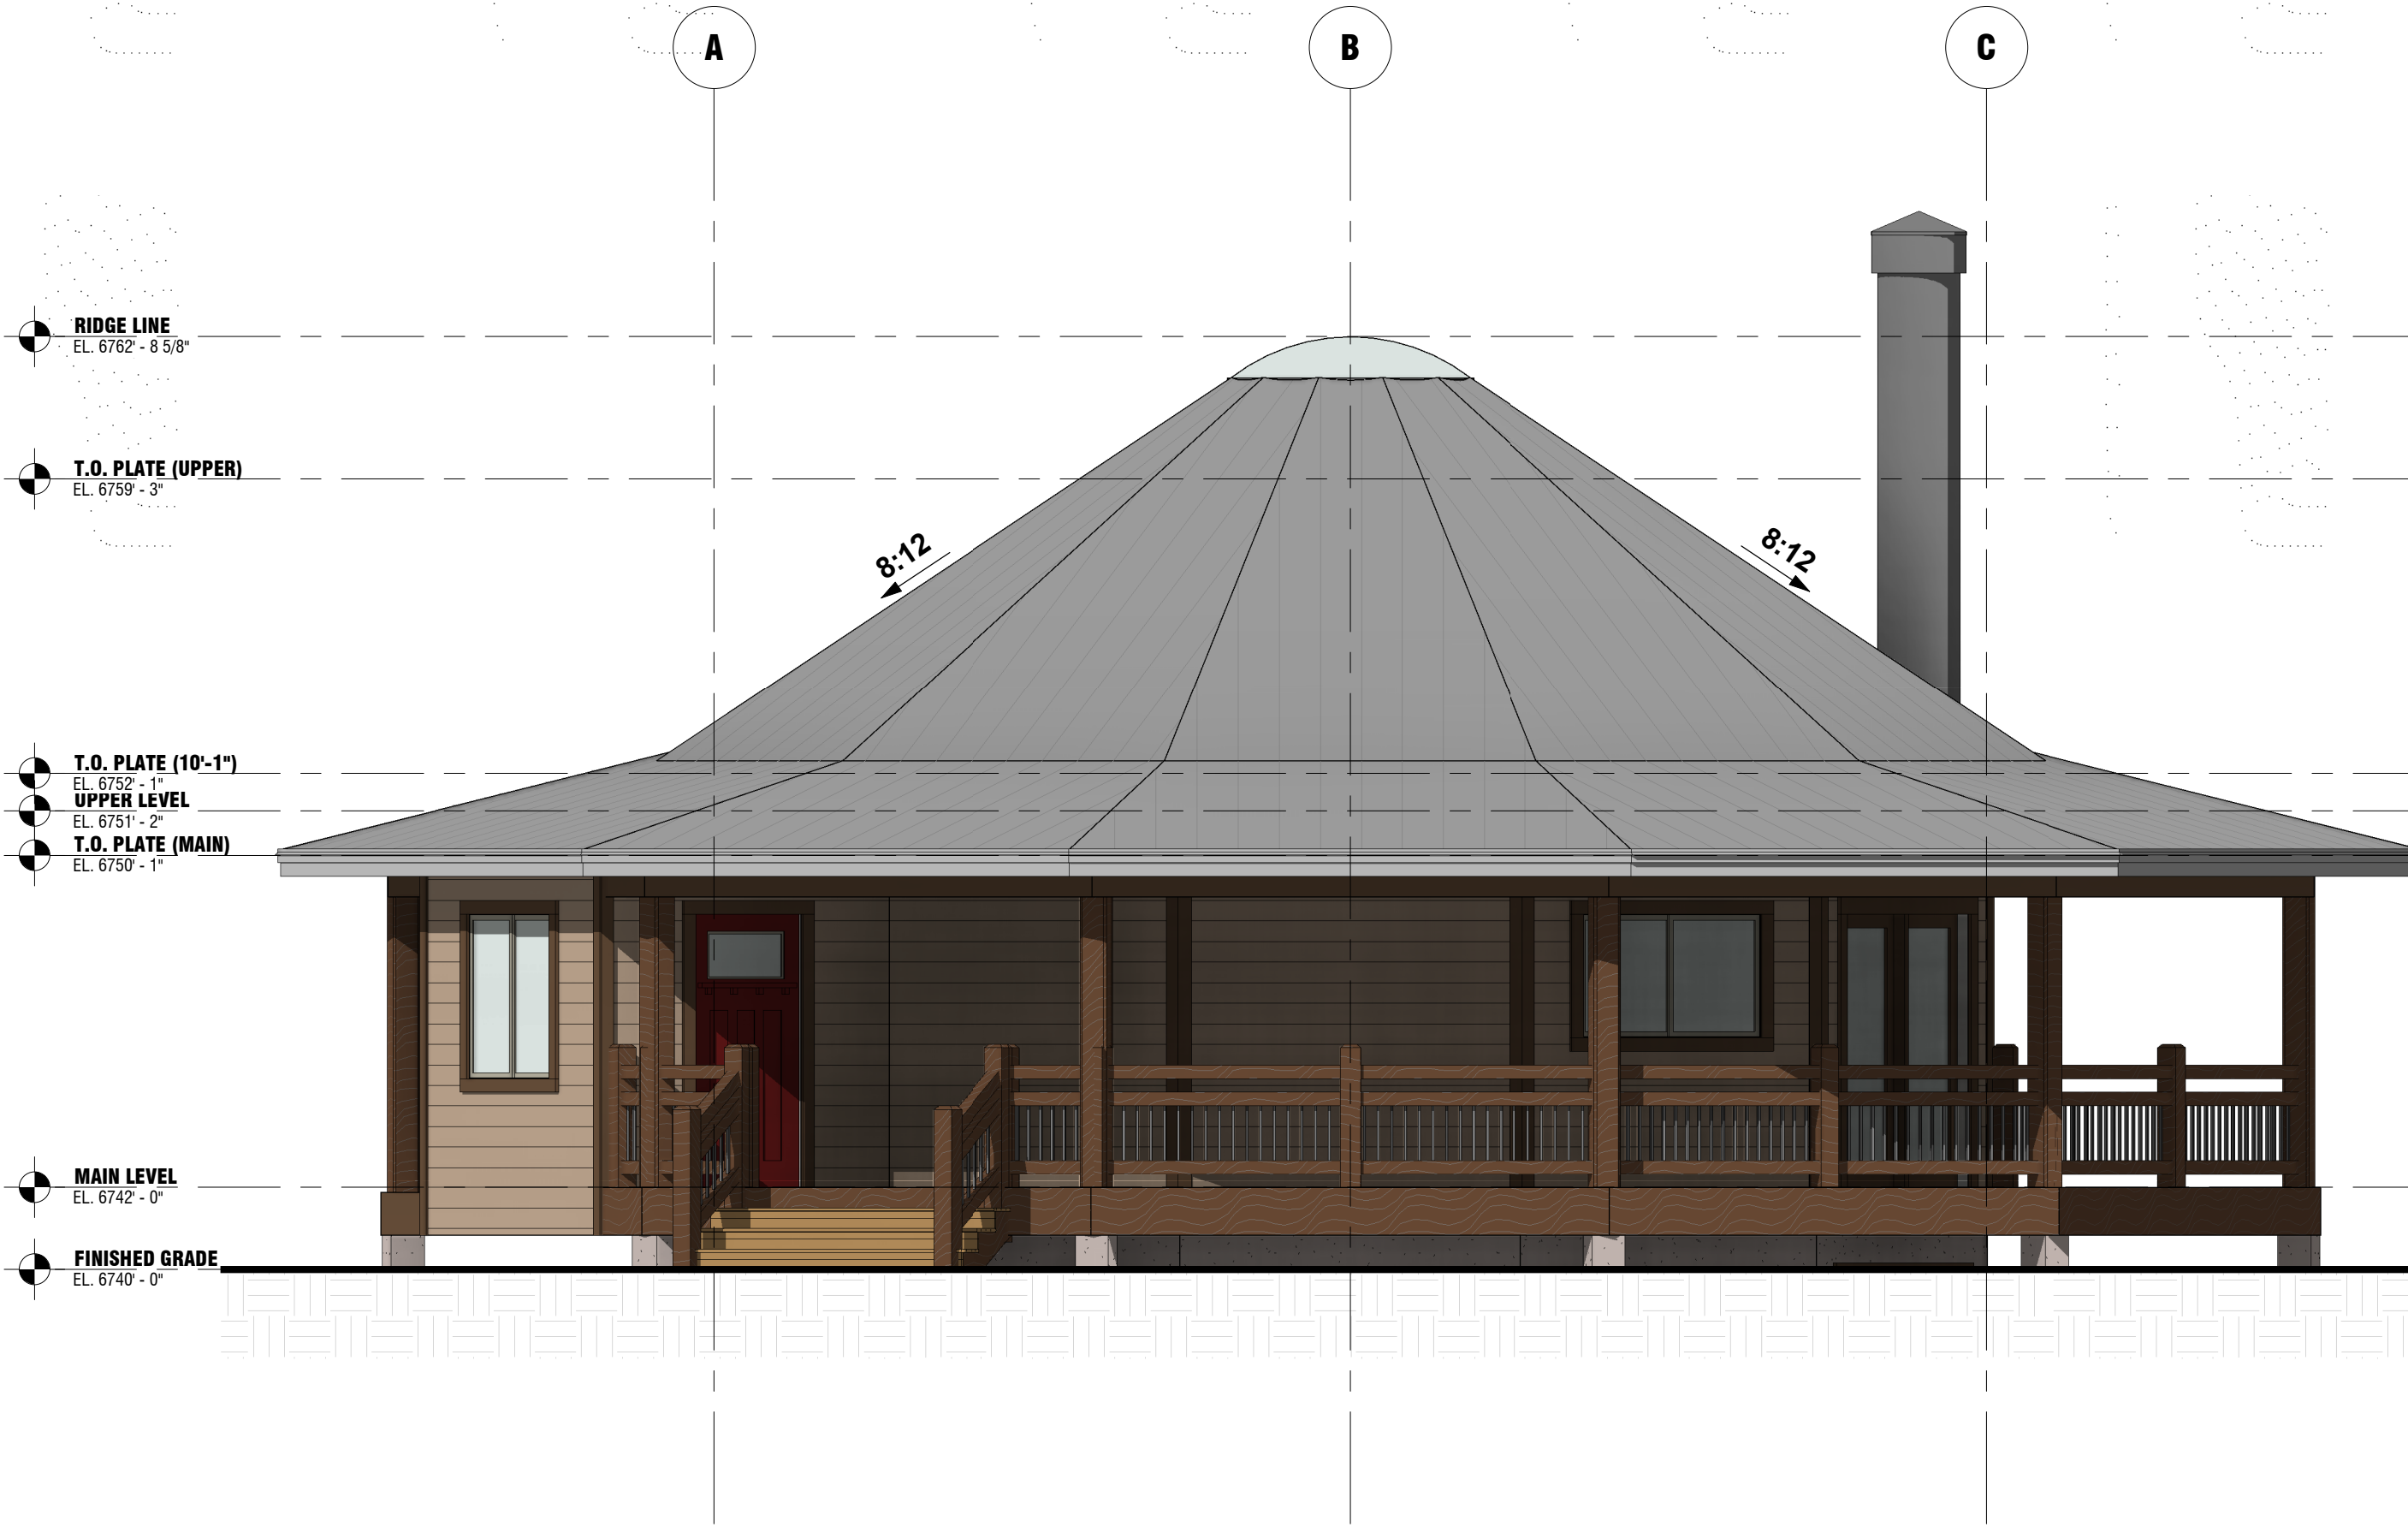 A
B
C
RIDGE LINE
EL. 6762' - 8 5/8"
T.O. PLATE (UPPER)
EL. 6759' - 3"
8:12
8:12
T.O. PLATE (10'-1")
EL. 6752' - 1"
UPPER LEVEL
EL. 6751' - 2"
T.O. PLATE (MAIN)
EL. 6750' - 1"
MAIN LEVEL
EL. 6742' - 0"
FINISHED GRADE
EL. 6740' - 0"